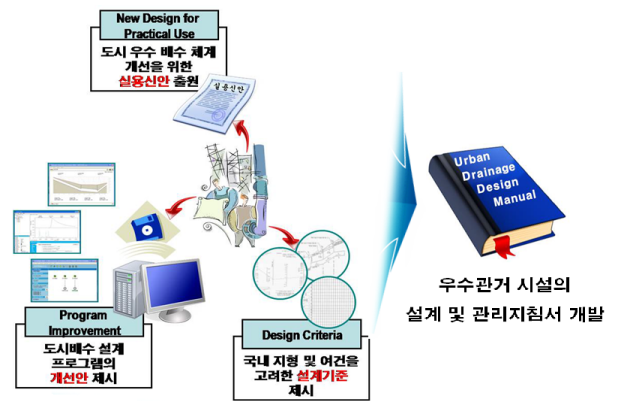 New Design for
Practical Use
도시 우수 배수 체계
개선을 위한
실용신안 출원
실용신안
Urban
Drainage
Design
Manual
우수관거 시설의
설계 및 관리지침서 개발
Program
Improvement
도시배수 설계
프로그램의
개선안 제시
Design Criteria
국내 지형 및 여건을
고려한 설계기준
제시